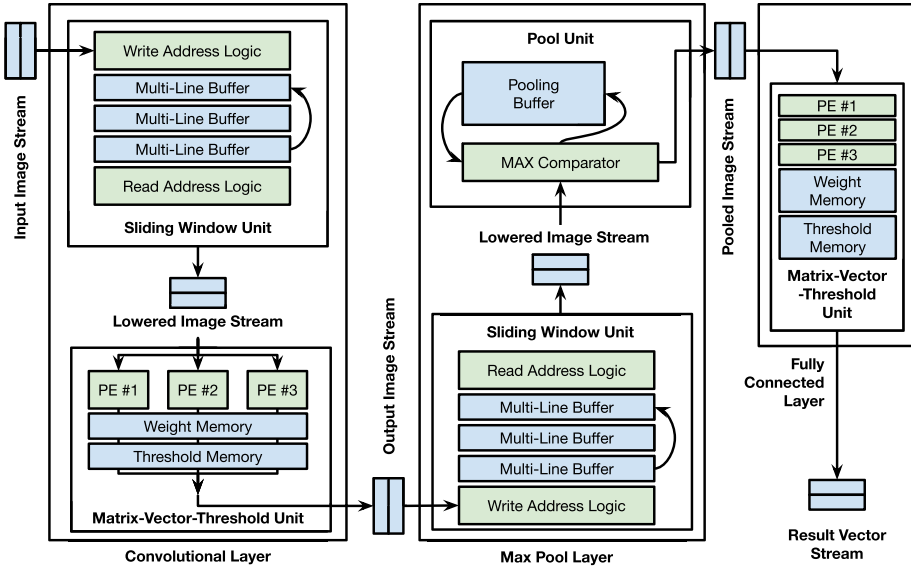 Input Image Stream
Write Address Logic
Multi-Line Buffer
Multi-Line Buffer
Multi-Line Buffer
Read Address Logic
Sliding Window Unit
Lowered Image Stream
PE #1
PE #2
PE #3
Weight Memory
Threshold Memory
Matrix-Vector-Threshold Unit
Convolutional Layer
Output Image Stream
Pool Unit
Pooling
Buffer
MAX Comparator
Lowered Image Stream
Sliding Window Unit
Read Address Logic
Multi-Line Buffer
Multi-Line Buffer
Multi-Line Buffer
Write Address Logic
Max Pool Layer
Pooled Image Stream
PE #1
PE #2
PE #3
Weight
Memory
Threshold
Memory
Matrix-Vector
-Threshold
Unit
Fully
Connected
Layer
Result Vector
Stream